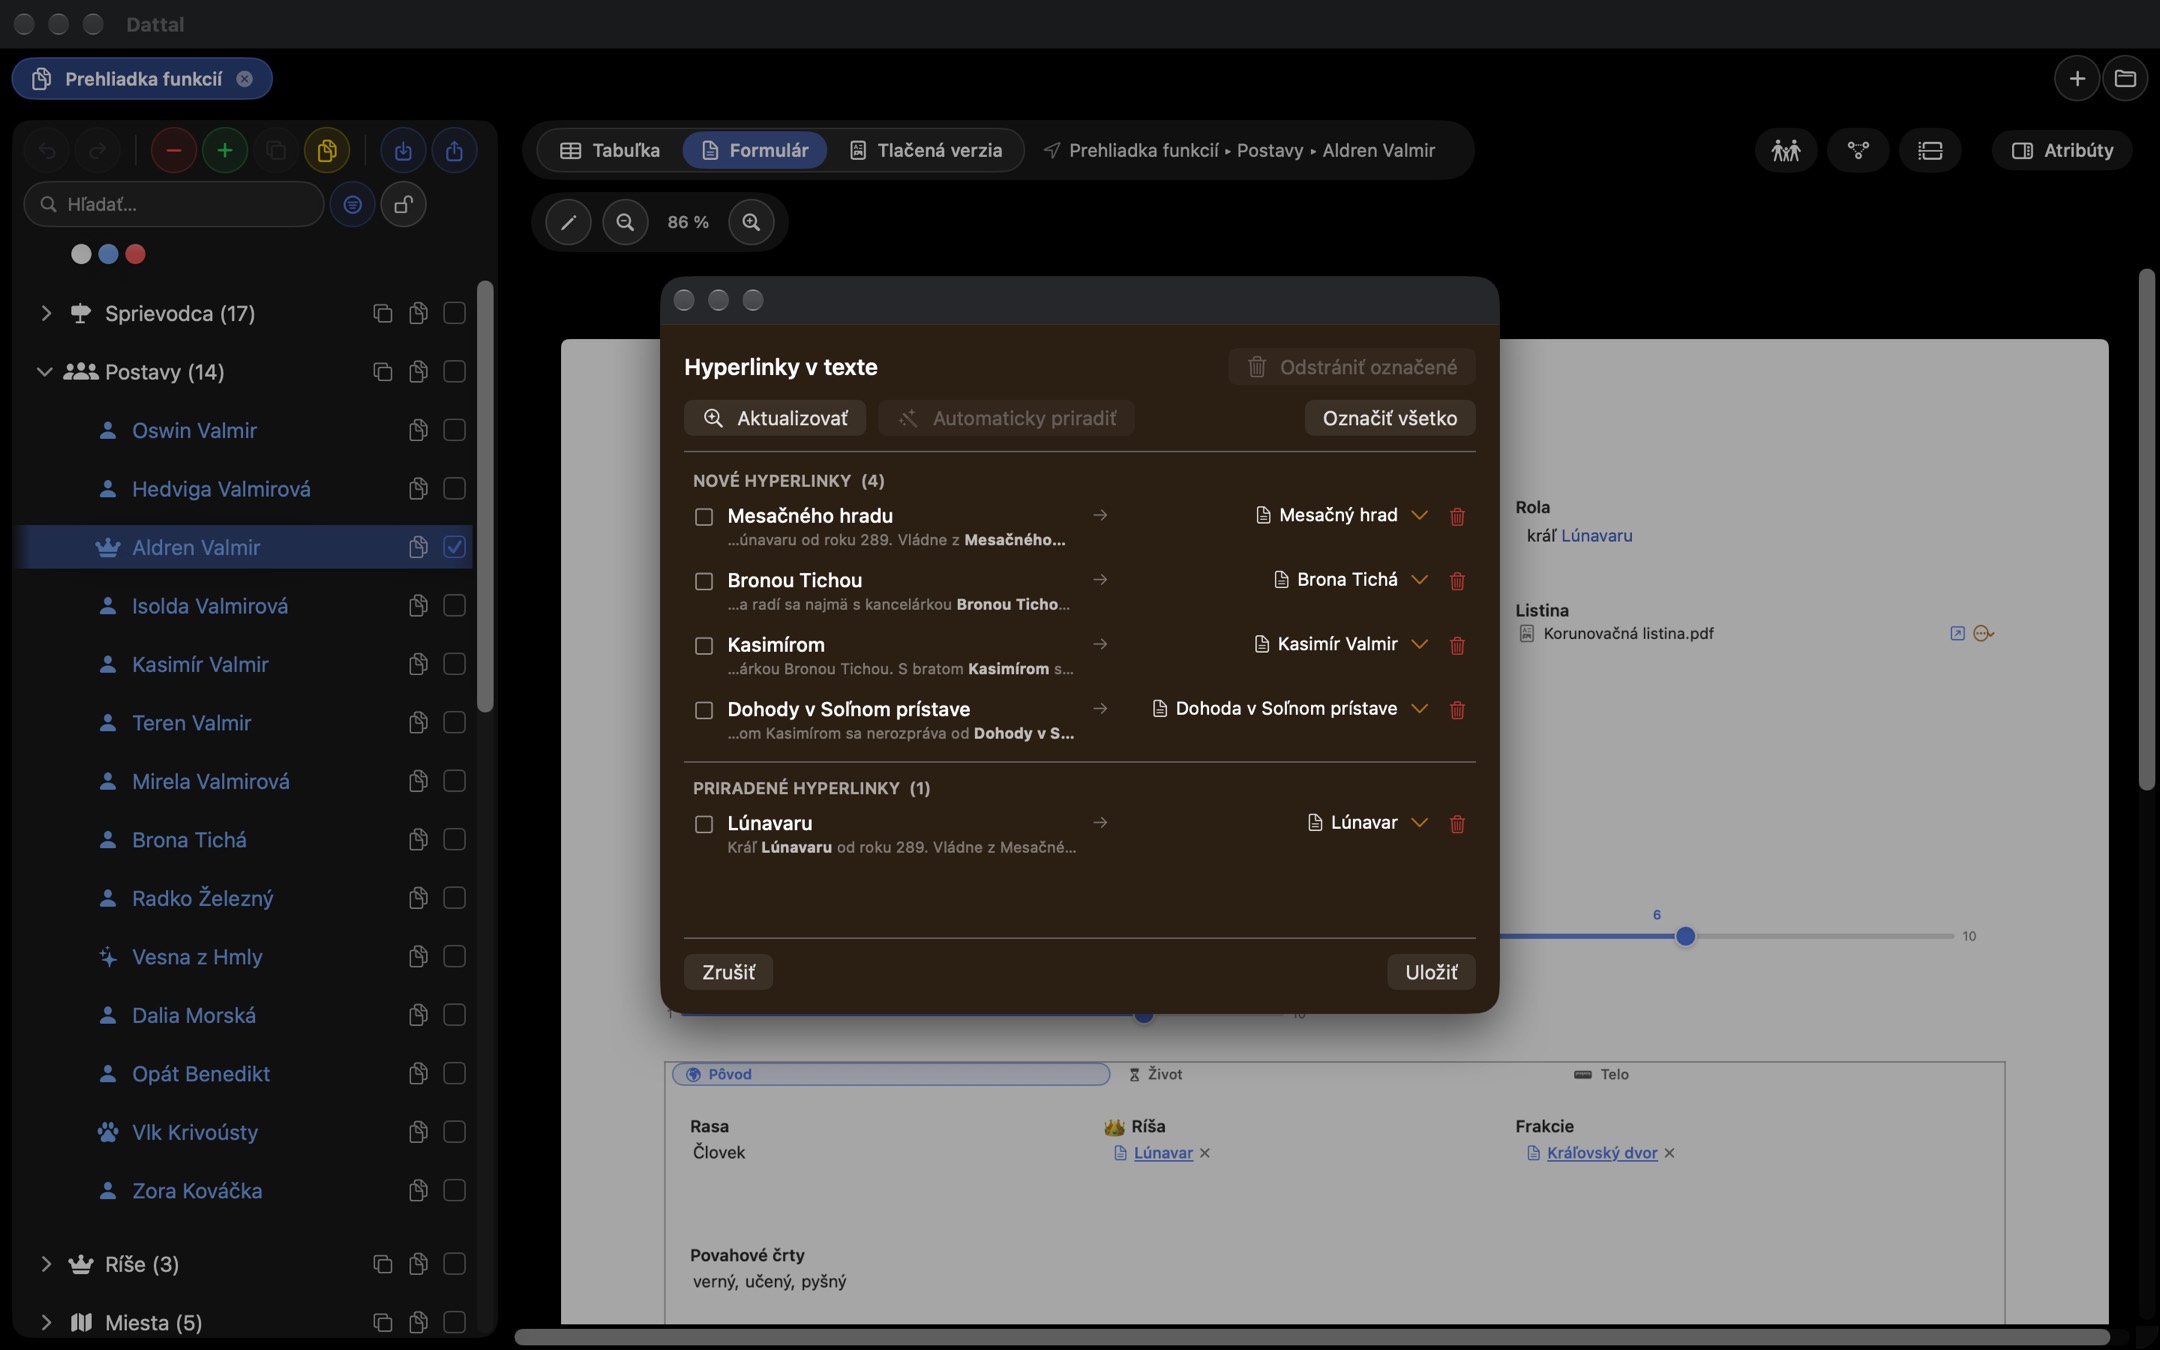 Dattal
Prehliadka funkcií
Tabuľka
Formulár
Tlačená verzia
Prehliadka funkcií ▸ Postavy ▸ Aldren Valmir
Atribúty
Hľadať...
86 %
Sprievodca (17)
Postavy (14)
Oswin Valmir
Hedviga Valmirová
Aldren Valmir
Isolda Valmirová
Kasimír Valmir
Teren Valmir
Mirela Valmirová
Brona Tichá
Radko Železný
Vesna z Hmly
Dalia Morská
Opát Benedikt
Vlk Krivoústy
Zora Kováčka
Ríše (3)
Miesta (5)
Hyperlinky v texte
Odstrániť označené
Aktualizovať
Automaticky priradiť
Označiť všetko
NOVÉ HYPERLINKY (4)
Mesačného hradu → Mesačný hrad
...únavaru od roku 289. Vládne z Mesačného...
Bronou Tichou → Brona Tichá
...a radí sa najmä s kancelárkou Bronou Ticho...
Kasimírom → Kasimír Valmir
...árkou Bronou Tichou. S bratom Kasimírom s...
Dohody v Soľnom prístave → Dohoda v Soľnom prístave
...om Kasimírom sa nerozpráva od Dohody v S...
PRIRADENÉ HYPERLINKY (1)
Lúnavaru → Lúnavar
Kráľ Lúnavaru od roku 289. Vládne z Mesačné...
Zrušiť
Uložiť
Rola
kráľ Lúnavaru
Listina
Korunovačná listina.pdf
6
10
1
10
Pôvod
Život
Telo
Rasa
Človek
Ríša
Lúnavar
Frakcie
Kráľovský dvor
Povahové črty
verný, učený, pyšný